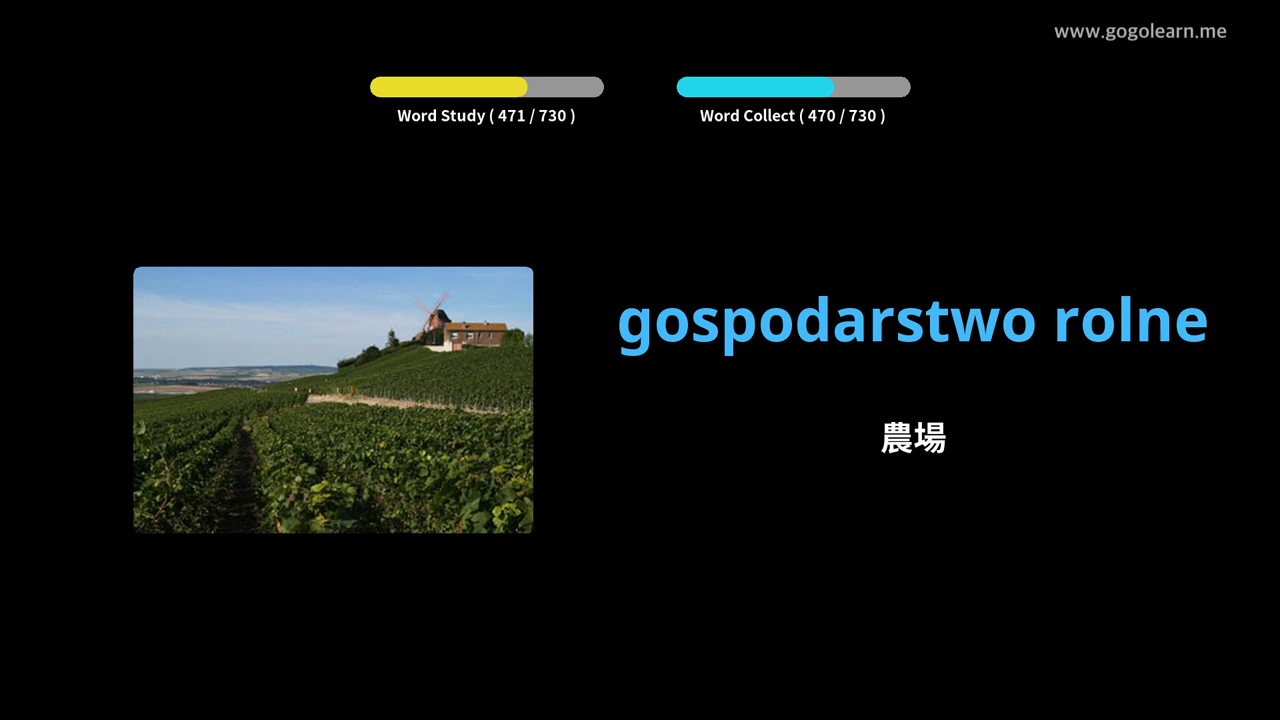 www.gogolearn.me
Word Study ( 471 / 730 )
Word Collect ( 470 / 730 )
gospodarstwo rolne
農場